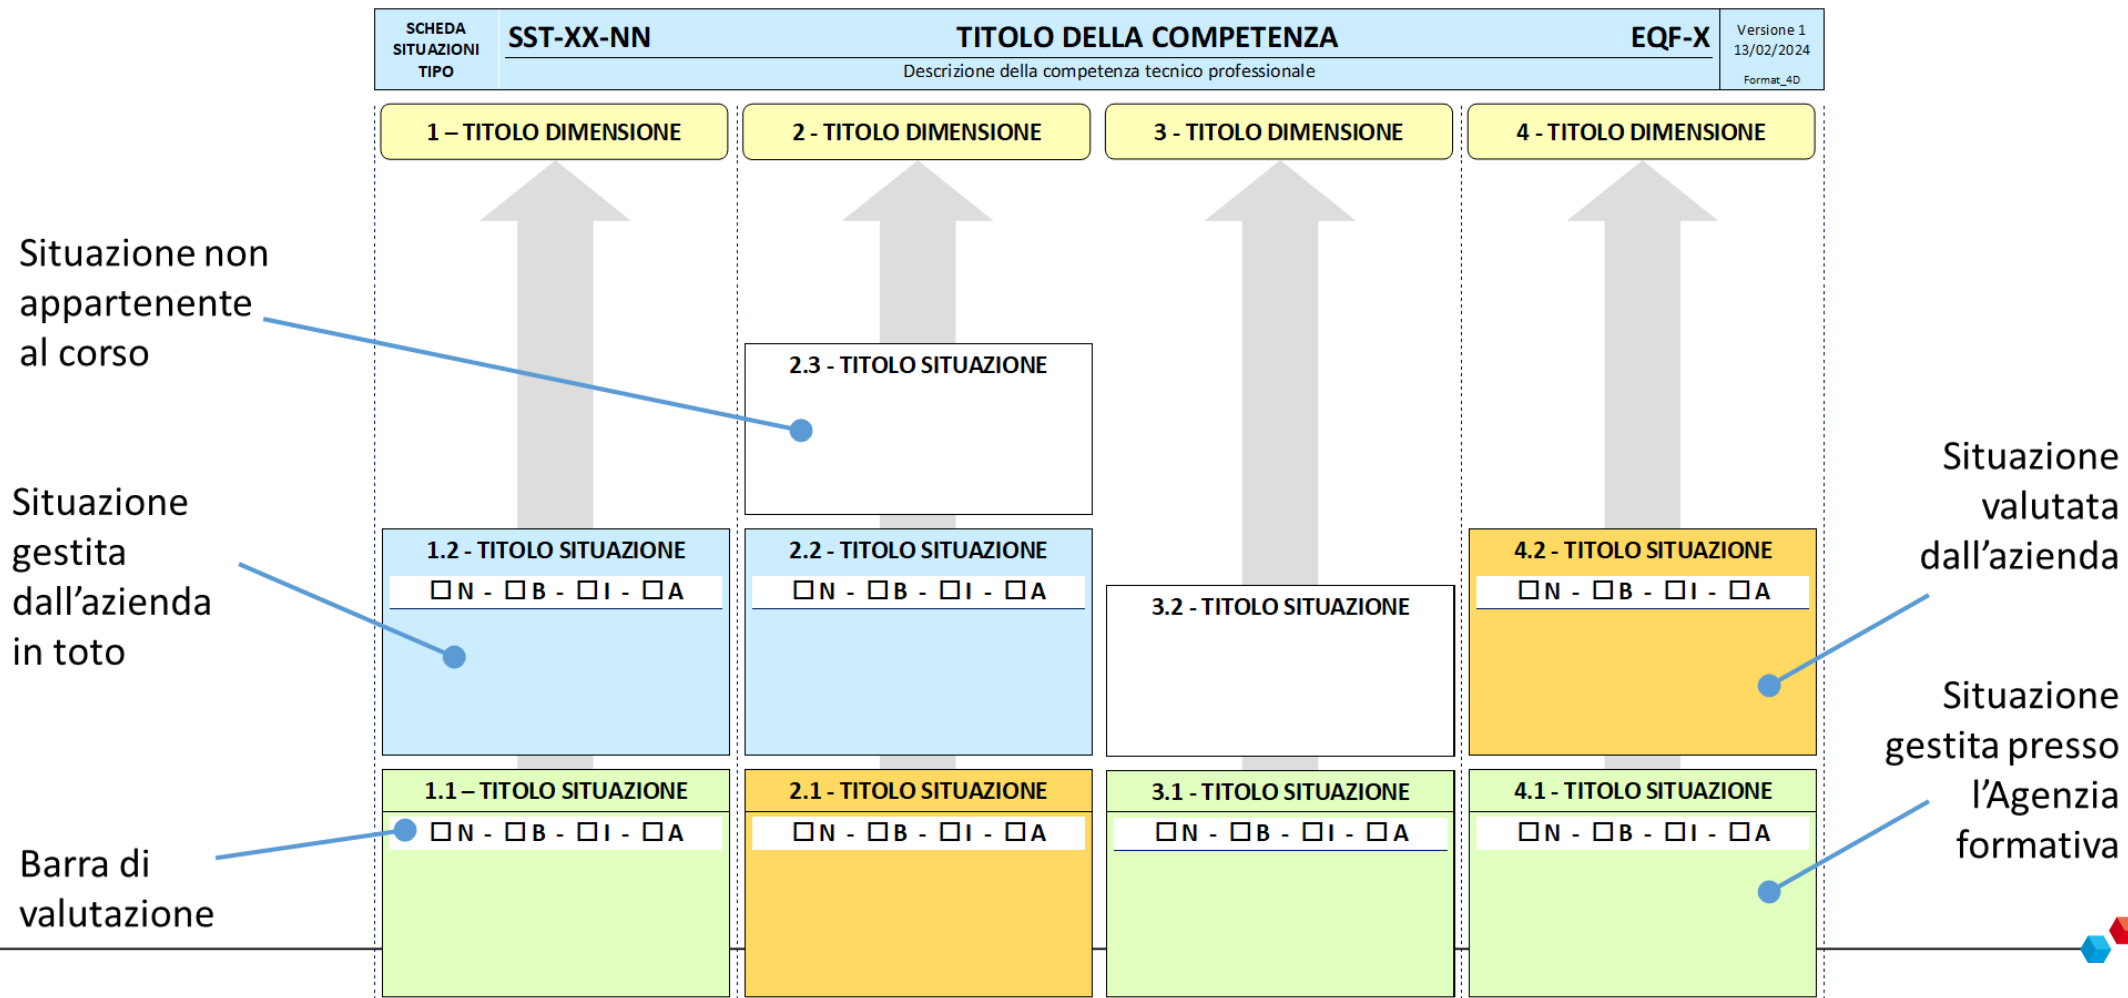 SCHEDA
SITUAZIONI
TIPO
SST-XX-NN
TITOLO DELLA COMPETENZA
EQF-X
Descrizione della competenza tecnico professionale
Versione 1
13/02/2024
Format_4D
1 – TITOLO DIMENSIONE
2 - TITOLO DIMENSIONE
3 - TITOLO DIMENSIONE
4 - TITOLO DIMENSIONE
Situazione non
appartenente
al corso
2.3 - TITOLO SITUAZIONE
Situazione
gestita
dall'azienda
in toto
Situazione
valutata
dall'azienda
1.2 - TITOLO SITUAZIONE
☐ N - ☐ B - ☐ I - ☐ A
2.2 - TITOLO SITUAZIONE
☐ N - ☐ B - ☐ I - ☐ A
3.2 - TITOLO SITUAZIONE
4.2 - TITOLO SITUAZIONE
☐ N - ☐ B - ☐ I - ☐ A
Situazione
gestita presso
l'Agenzia
formativa
1.1 – TITOLO SITUAZIONE
☐ N - ☐ B - ☐ I - ☐ A
2.1 - TITOLO SITUAZIONE
☐ N - ☐ B - ☐ I - ☐ A
3.1 - TITOLO SITUAZIONE
☐ N - ☐ B - ☐ I - ☐ A
4.1 - TITOLO SITUAZIONE
☐ N - ☐ B - ☐ I - ☐ A
Barra di
valutazione